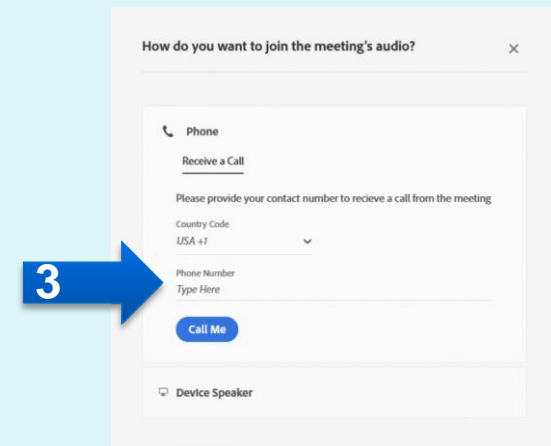 How do you want to join the meeting's audio?
Phone
Receive a Call
Please provide your contact number to recieve a call from the meeting
Country Code
USA +1
3
Phone Number
Type Here
Call Me
Device Speaker